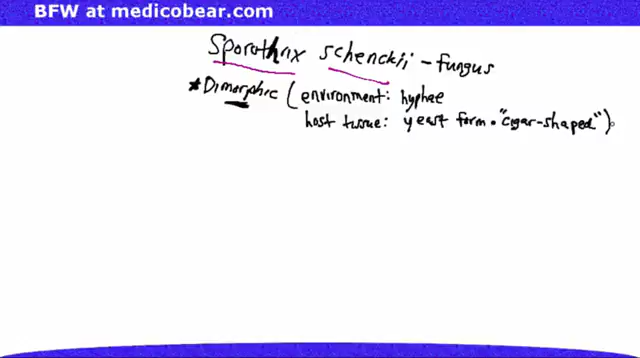 BFW at medicobear.com
Sporothrix schenckii - fungus
*Dimorphic (environment: hyphae
host tissue: yeast form • "cigar-shaped")